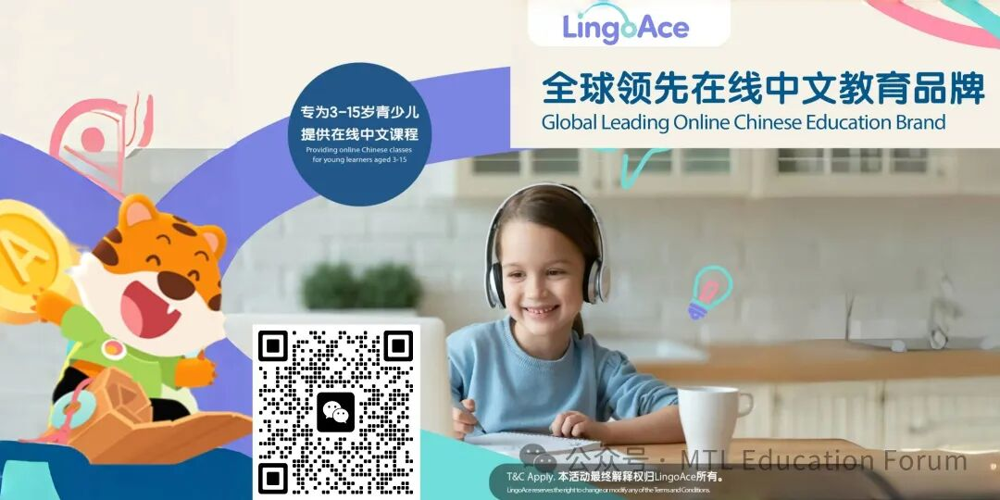 LingoAce
全球领先在线中文教育品牌
Global Leading Online Chinese Education Brand
专为3-15岁青少儿
提供在线中文课程
Providing online Chinese classes
for young learners aged 3-15
A
公众号 · MTL Education Forum
T&C Apply. 本活动最终解释权归LingoAce所有。
LingoAce reserves the right to change or modify any of the Terms and Conditions.